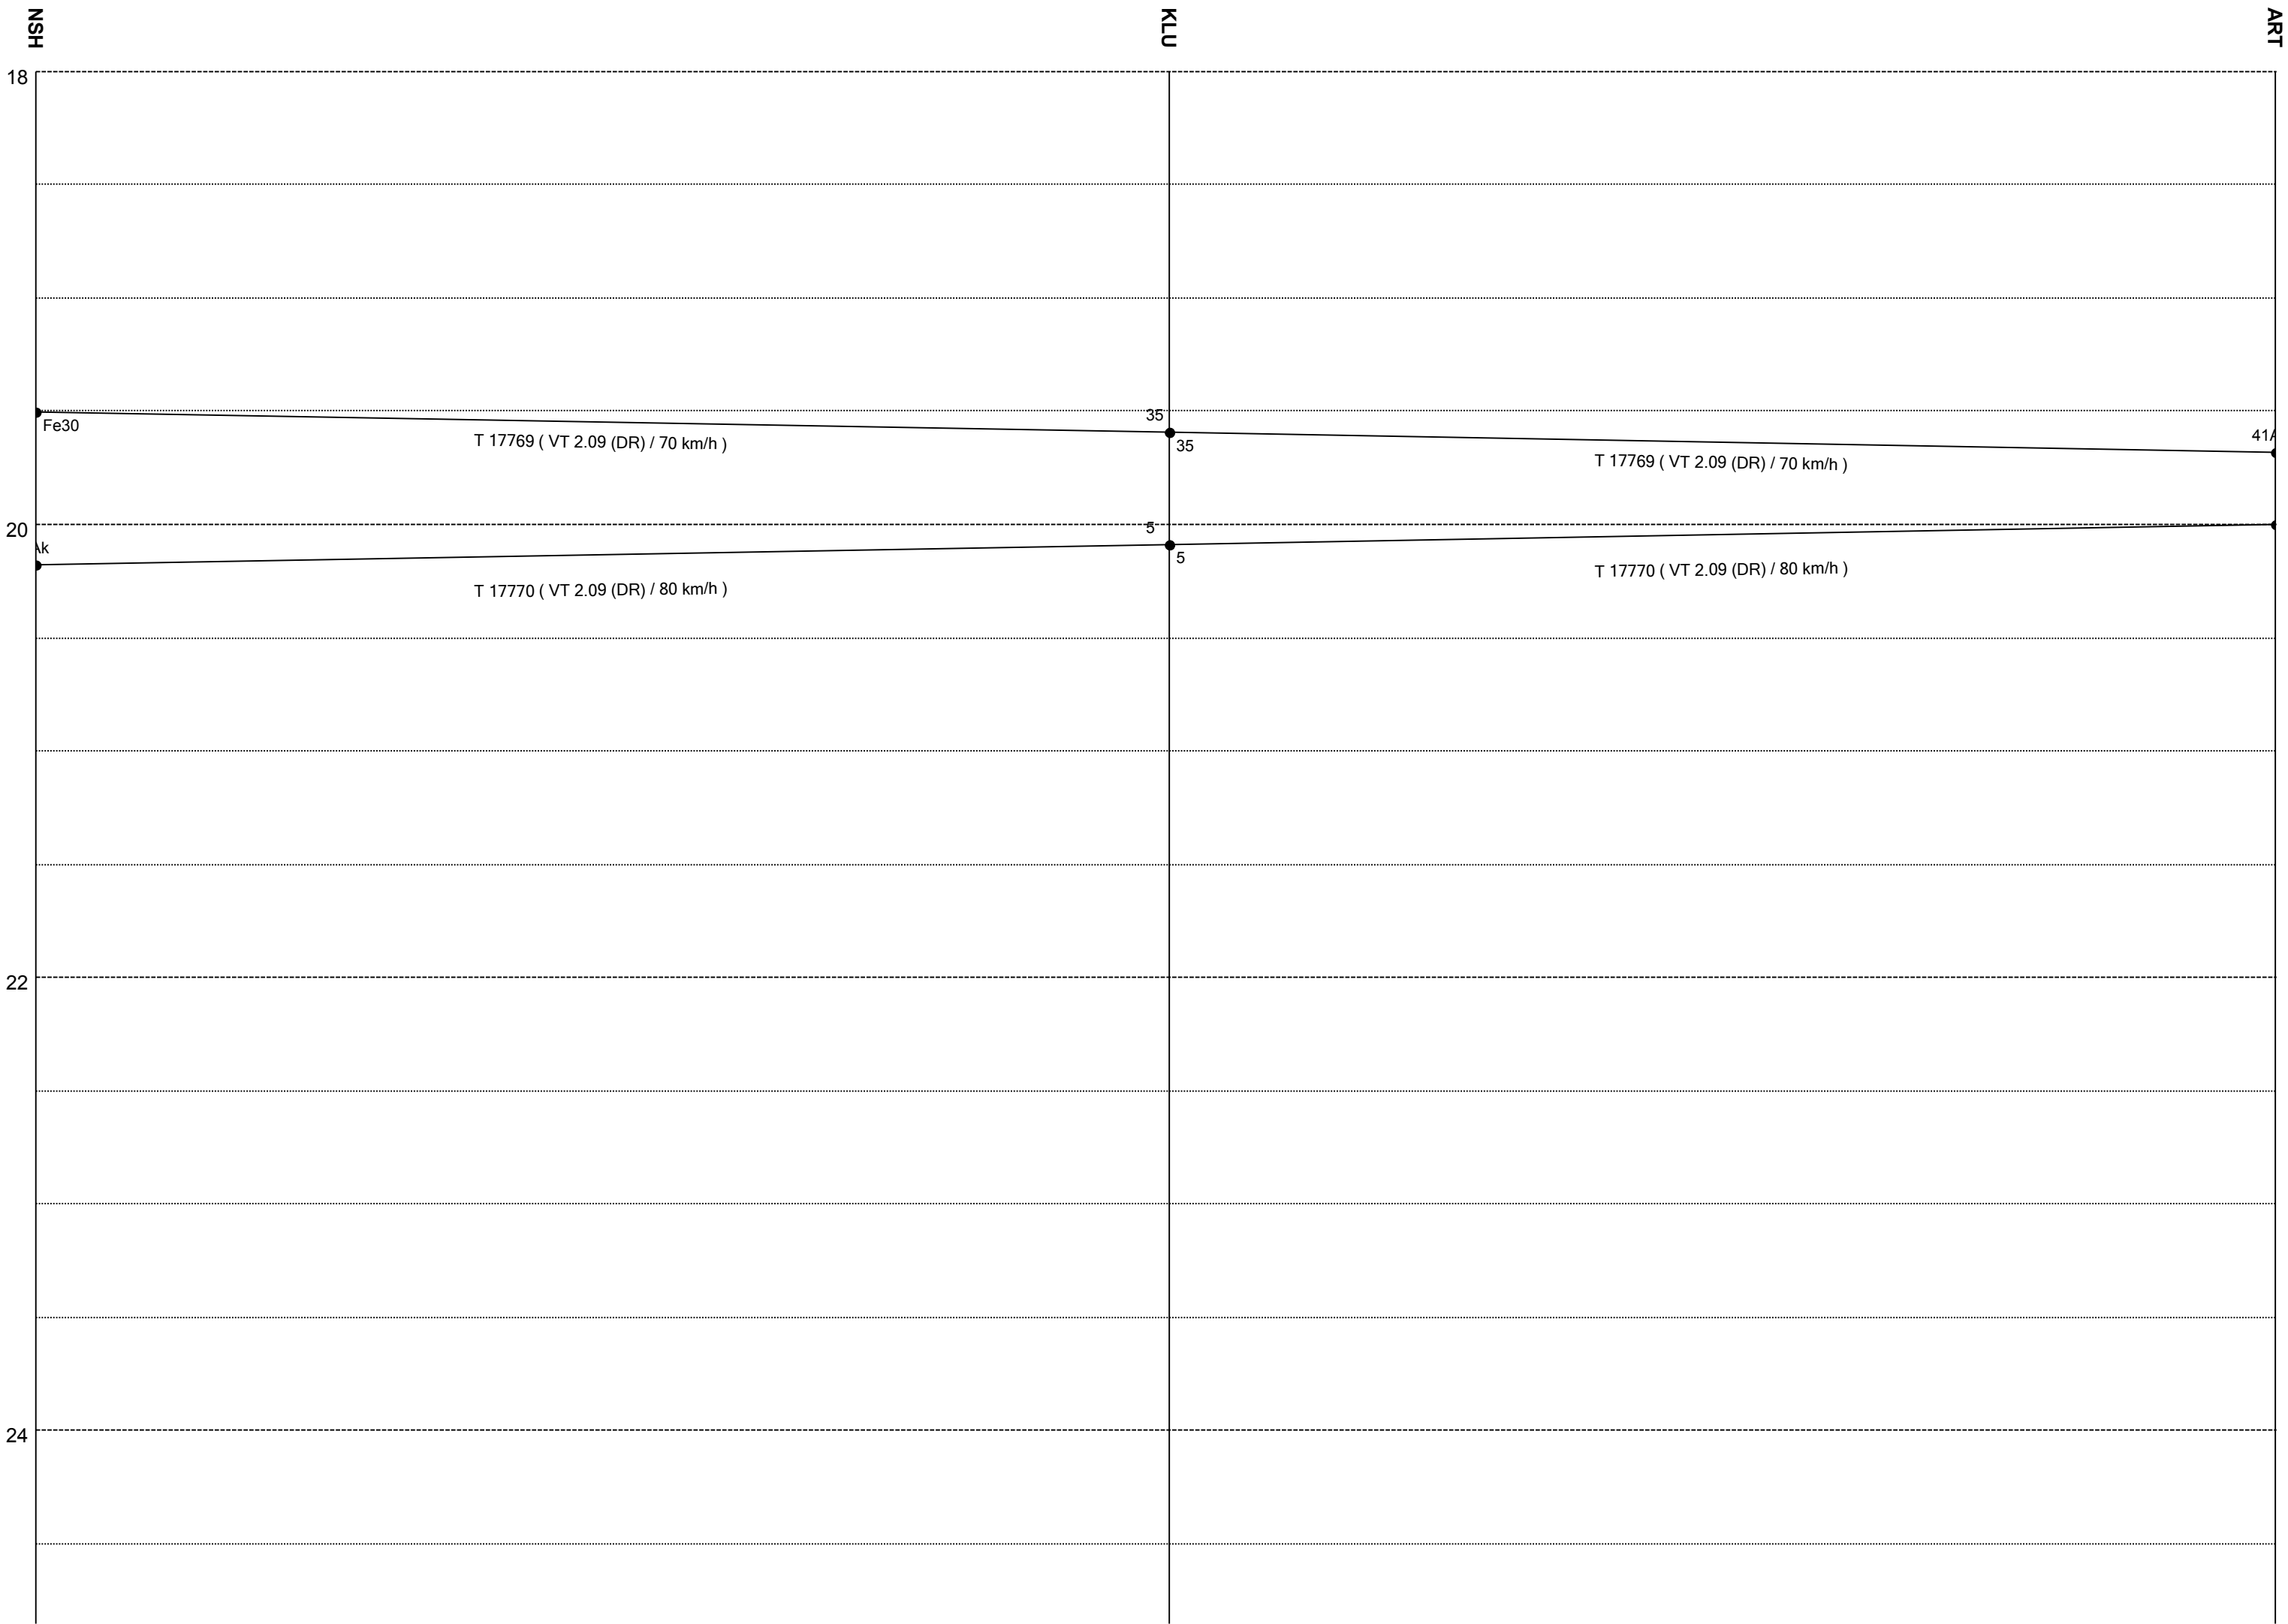 NSH KLU ART
18
35
Fe30
35
41A
T 17769 ( VT 2.09 (DR) / 70 km/h )
T 17769 ( VT 2.09 (DR) / 70 km/h )
20
5
5
T 17770 ( VT 2.09 (DR) / 80 km/h )
T 17770 ( VT 2.09 (DR) / 80 km/h )
22
24